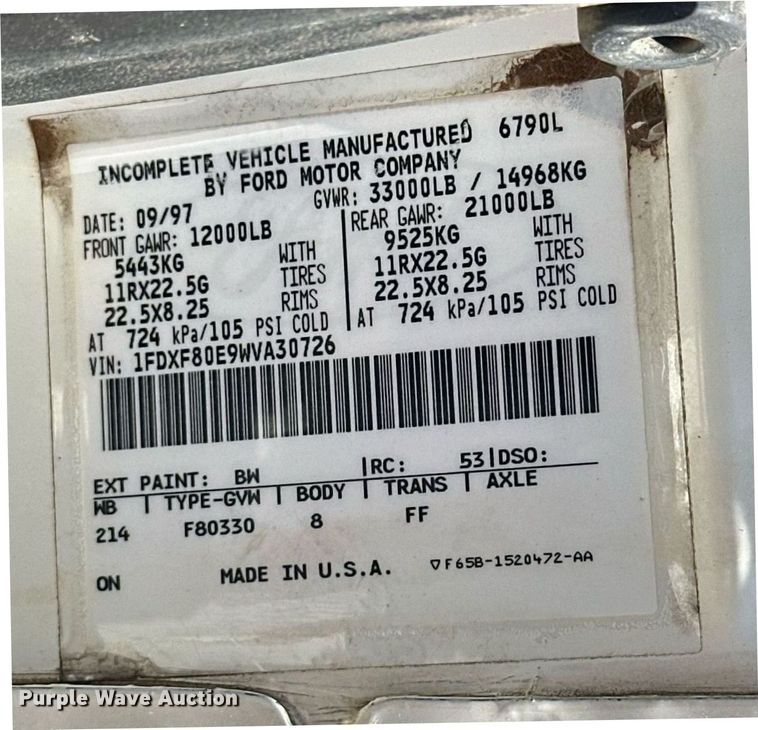 INCOMPLETE VEHICLE MANUFACTURED 6790L
BY FORD MOTOR COMPANY
DATE: 09/97 GVWR: 33000LB / 14968KG
FRONT GAWR: 12000LB REAR GAWR: 21000LB
5443KG WITH 9525KG WITH
11RX22.5G TIRES 11RX22.5G TIRES
22.5X8.25 RIMS 22.5X8.25 RIMS
AT 724 kPa/105 PSI COLD AT 724 kPa/105 PSI COLD
VIN: 1FDXF80E9WVA30726
EXT PAINT: BW RC: 53 DSO:
WB TYPE-GVW BODY TRANS AXLE
214 F80330 8 FF
ON MADE IN U.S.A. ▽F65B-1520472-AA
Purple Wave Auction